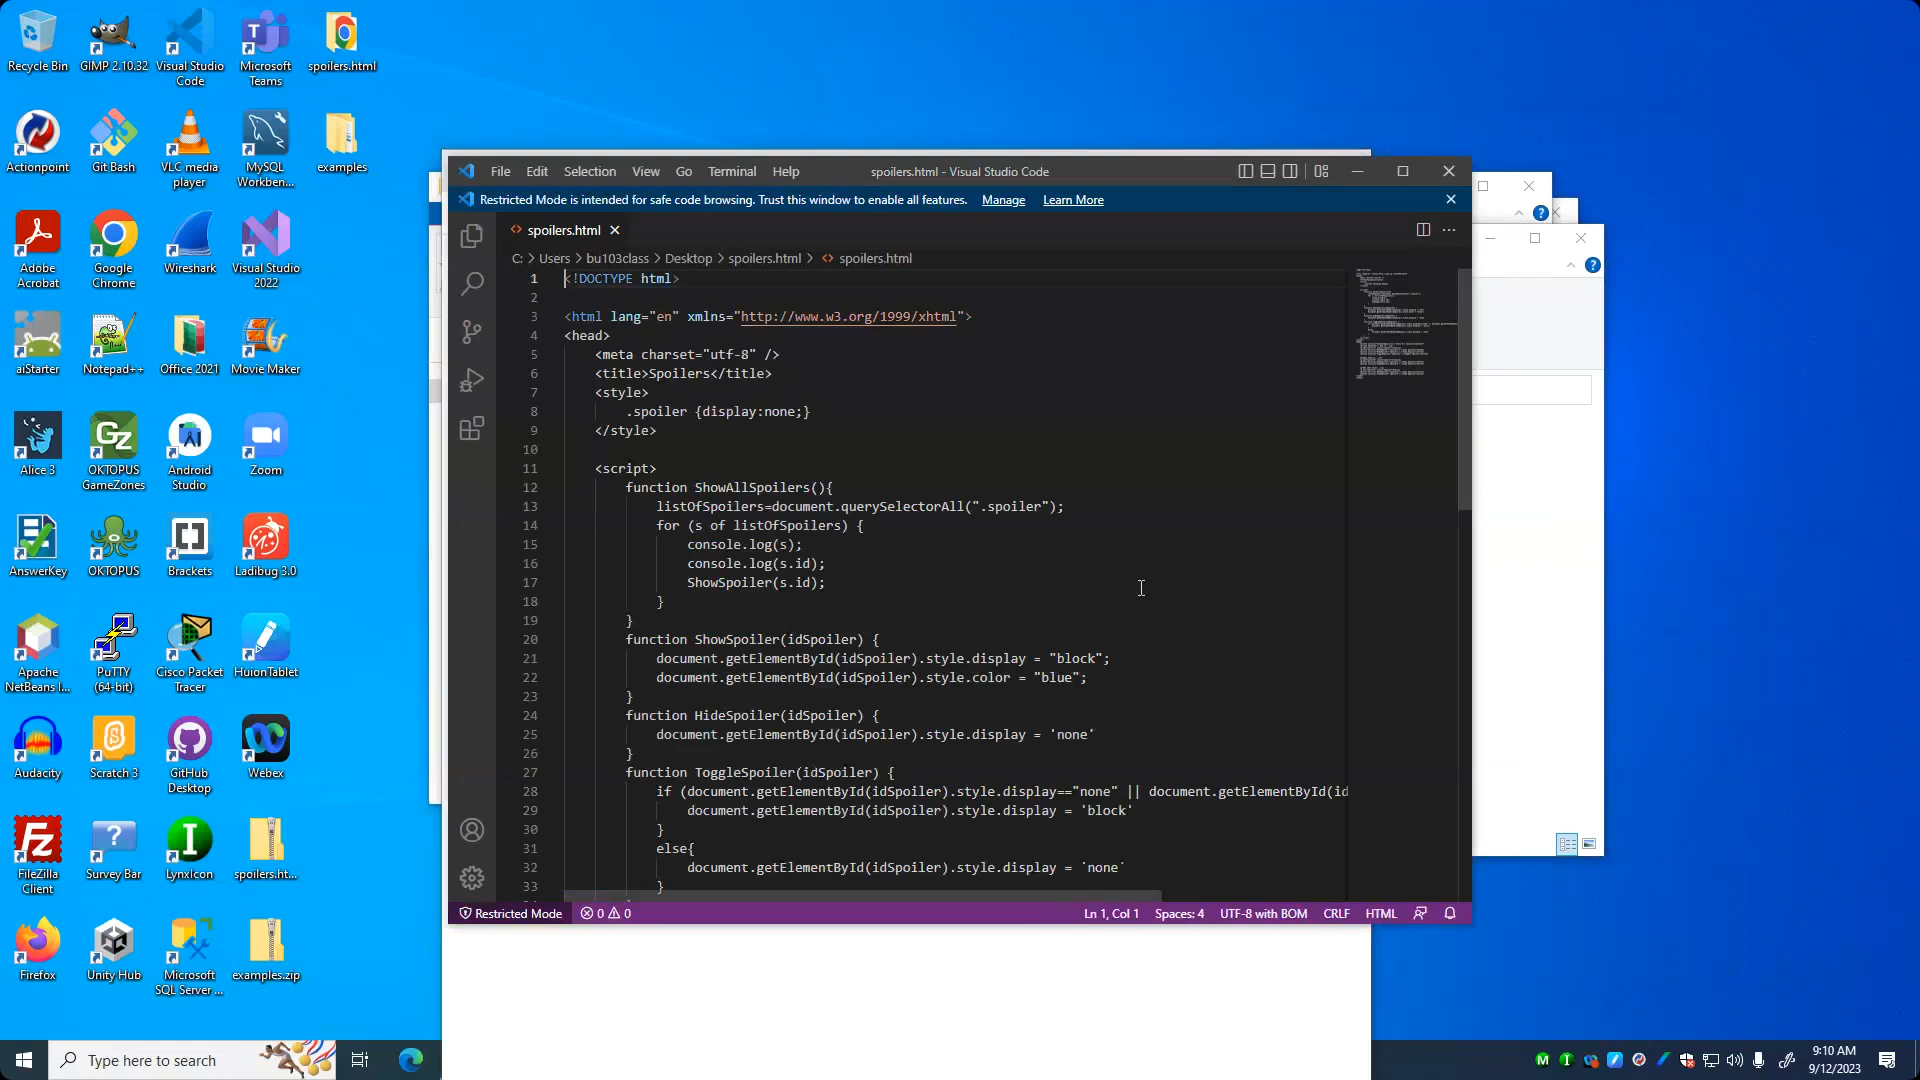 Recycle Bin
GIMP 2.10.32
Visual Studio
Code
Microsoft
Teams
spoilers.html
Actionpoint
Git Bash
VLC media
player
MySQL
Workben...
examples
Adobe
Acrobat
Google
Chrome
Wireshark
Visual Studio
2022
aiStarter
Notepad++
Office 2021
Movie Maker
Alice 3
OKTOPUS
GameZones
Android
Studio
Zoom
AnswerKey
OKTOPUS
Brackets
Ladibug 3.0
Apache
NetBeans I...
PuTTY
(64-bit)
Cisco Packet
Tracer
HuionTablet
Audacity
Scratch 3
GitHub
Desktop
Webex
FileZilla
Client
Survey Bar
LynxIcon
spoilers.ht...
Firefox
Unity Hub
Microsoft
SQL Server ...
examples.zip
File Edit Selection View Go Terminal Help
spoilers.html - Visual Studio Code
Restricted Mode is intended for safe code browsing. Trust this window to enable all features. Manage Learn More
spoilers.html
C: > Users > bu103class > Desktop > spoilers.html > <> spoilers.html
1 <!DOCTYPE html>
2
3 <html lang="en" xmlns="http://www.w3.org/1999/xhtml">
4 <head>
5 <meta charset="utf-8" />
6 <title>Spoilers</title>
7 <style>
8 .spoiler {display:none;}
9 </style>
10
11 <script>
12 function ShowAllSpoilers(){
13 listOfSpoilers=document.querySelectorAll(".spoiler");
14 for (s of listOfSpoilers) {
15 console.log(s);
16 console.log(s.id);
17 ShowSpoiler(s.id);
18 }
19 }
20 function ShowSpoiler(idSpoiler) {
21 document.getElementById(idSpoiler).style.display = "block";
22 document.getElementById(idSpoiler).style.color = "blue";
23 }
24 function HideSpoiler(idSpoiler) {
25 document.getElementById(idSpoiler).style.display = 'none'
26 }
27 function ToggleSpoiler(idSpoiler) {
28 if (document.getElementById(idSpoiler).style.display=="none" || document.getElementById(id
29 document.getElementById(idSpoiler).style.display = 'block'
30 }
31 else{
32 document.getElementById(idSpoiler).style.display = 'none'
33 }
Restricted Mode 0 0 Ln 1, Col 1 Spaces: 4 UTF-8 with BOM CRLF HTML
Type here to search
9:10 AM
9/12/2023